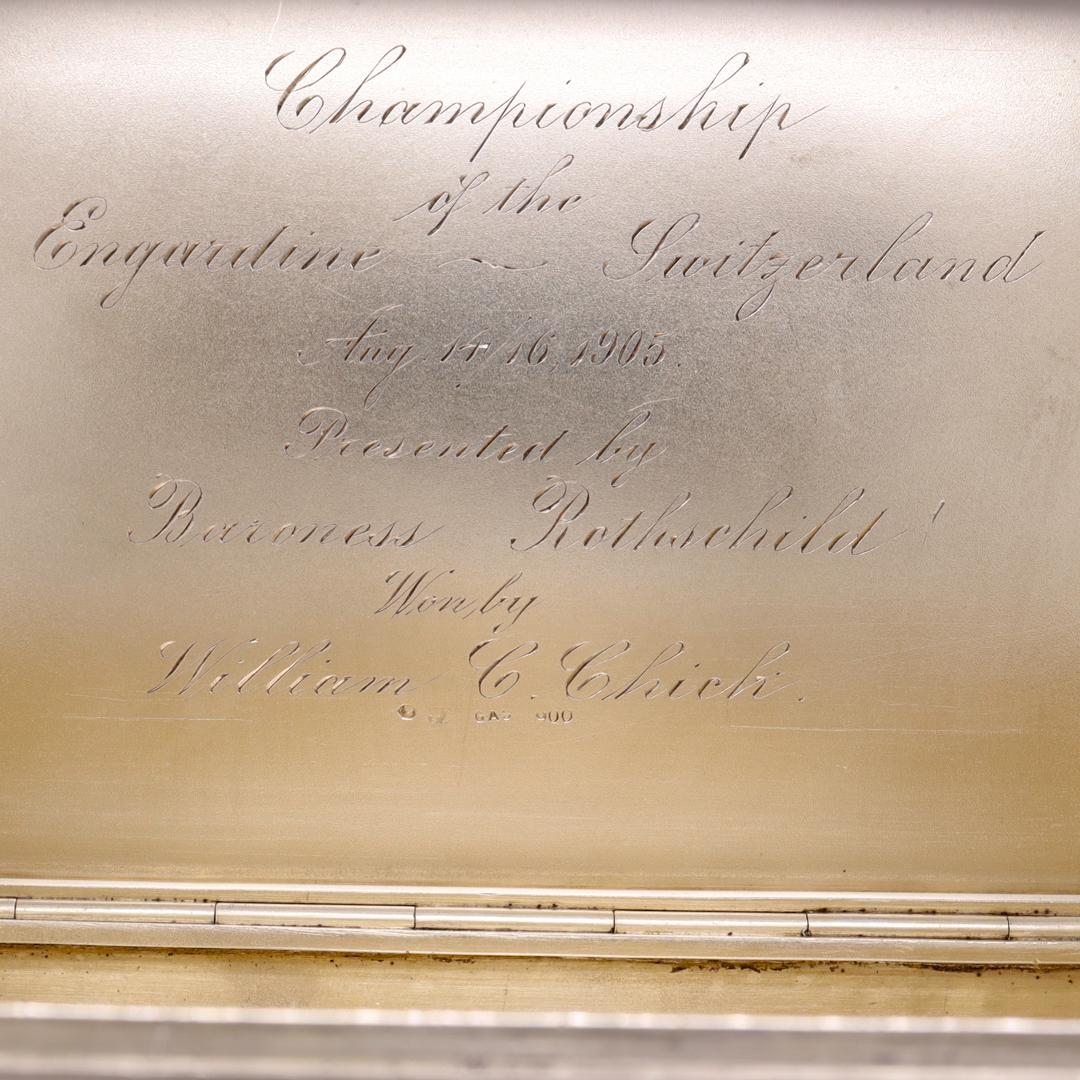 Championship
of the
Engardine ~ Switzerland
Aug. 14/16, 1905.
Presented by
Baroness Rothschild
Won by
William C. Chick.
900